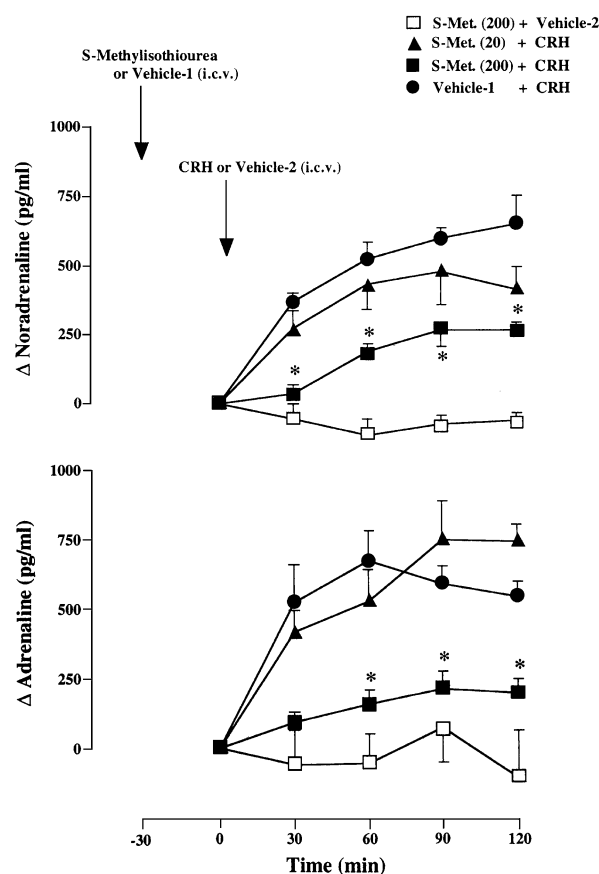 S-Met. (200) + Vehicle-2
S-Met. (20) + CRH
S-Met. (200) + CRH
Vehicle-1 + CRH
S-Methylisothiourea
or Vehicle-1 (i.c.v.)
CRH or Vehicle-2 (i.c.v.)
Δ Noradrenaline (pg/ml)
1000
750
500
250
0
*
*
*
*
Δ Adrenaline (pg/ml)
1000
750
500
250
0
*
*
*
-30 0 30 60 90 120
Time (min)